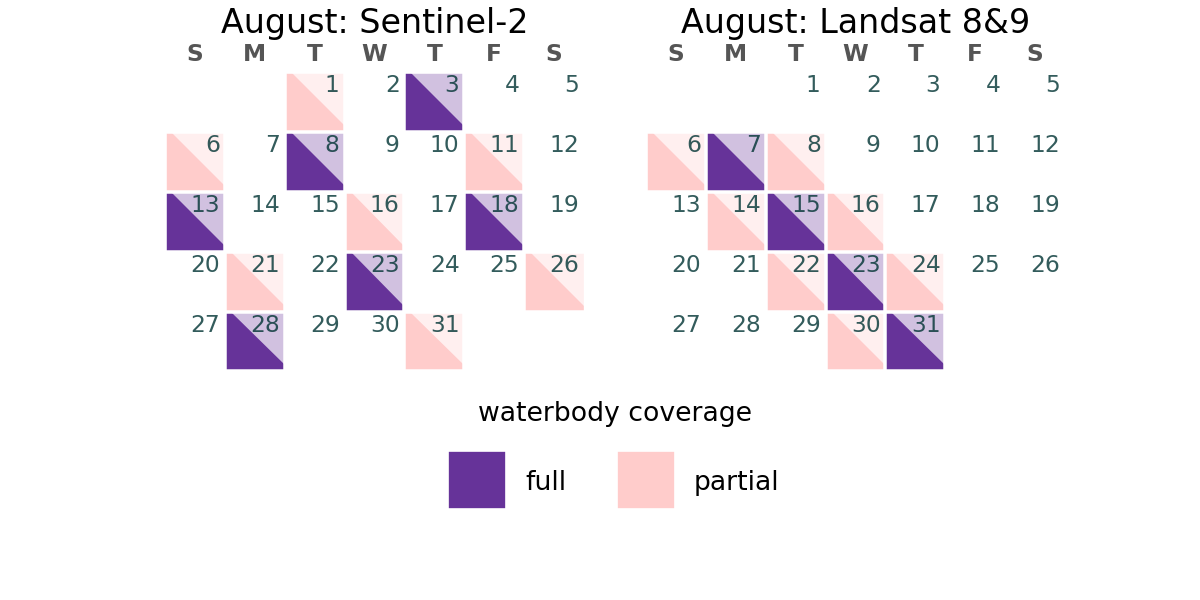 August: Sentinel-2
S M T W T F S
1 2 3 4 5
6 7 8 9 10 11 12
13 14 15 16 17 18 19
20 21 22 23 24 25 26
27 28 29 30 31
August: Landsat 8&9
S M T W T F S
1 2 3 4 5
6 7 8 9 10 11 12
13 14 15 16 17 18 19
20 21 22 23 24 25 26
27 28 29 30 31
waterbody coverage
full partial